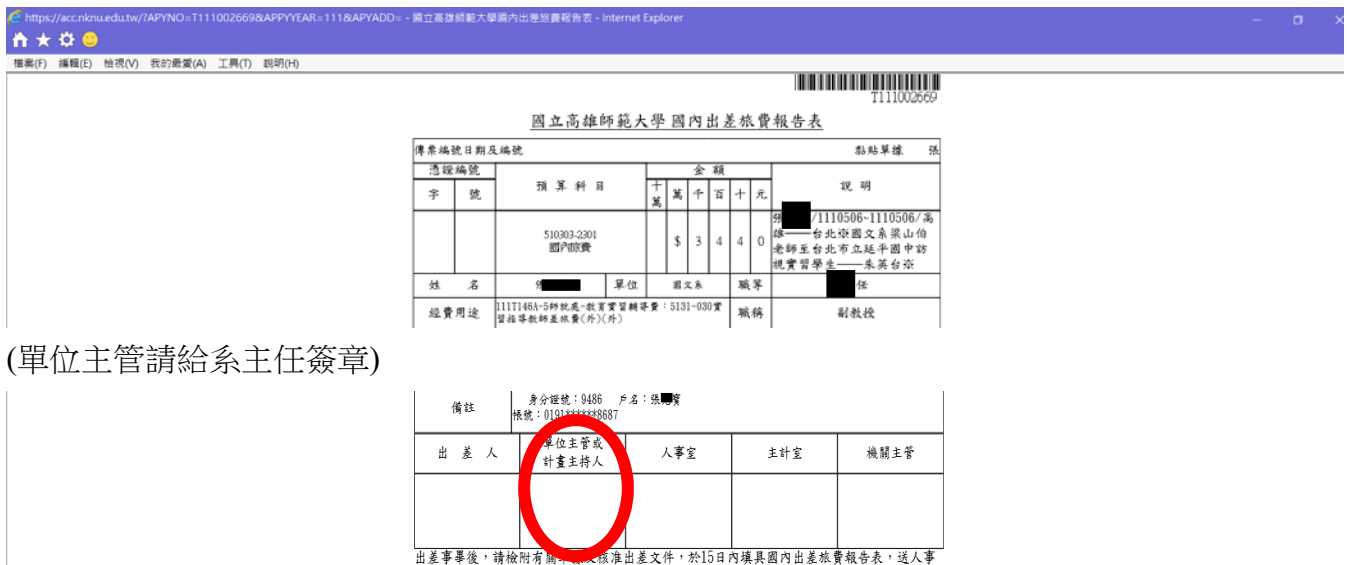 https://acc.nknu.edu.tw/?APYNO=T111002669&APPYYEAR=111&APYADD= - 國立高雄師範大學國內出差旅費報告表 - Internet Explorer
檔案(F) 編輯(E) 檢視(V) 我的最愛(A) 工具(T) 說明(H)
T111002669
國立高雄師範大學 國內出差旅費報告表
傳票編號日期及編號 黏貼單據 張
憑證編號 預算科目 金額 說明
字 號 十萬 萬 千 百 十 元
510303-2301
國內旅費
$ 3 4 4 0
張 /1110506~1110506/高
雄——台北※國文系梁山伯
老師至台北市立延平國中訪
視實習學生——朱英台※
姓 名 張 單位 國文系 職等 任
經費用途 111T146A-5師就處-教育實習輔導費:5131-030實
習指導教師差旅費(外)(外)
職稱 副教授
(單位主管請給系主任簽章)
備註 身分證號:9486 戶名:張 寶
帳號:0191******8687
出 差 人 單位主管或
計畫主持人 人事室 主計室 機關主管
出差事畢後,請檢附有關 核准出差文件,於15日內填具國內出差旅費報告表,送人事